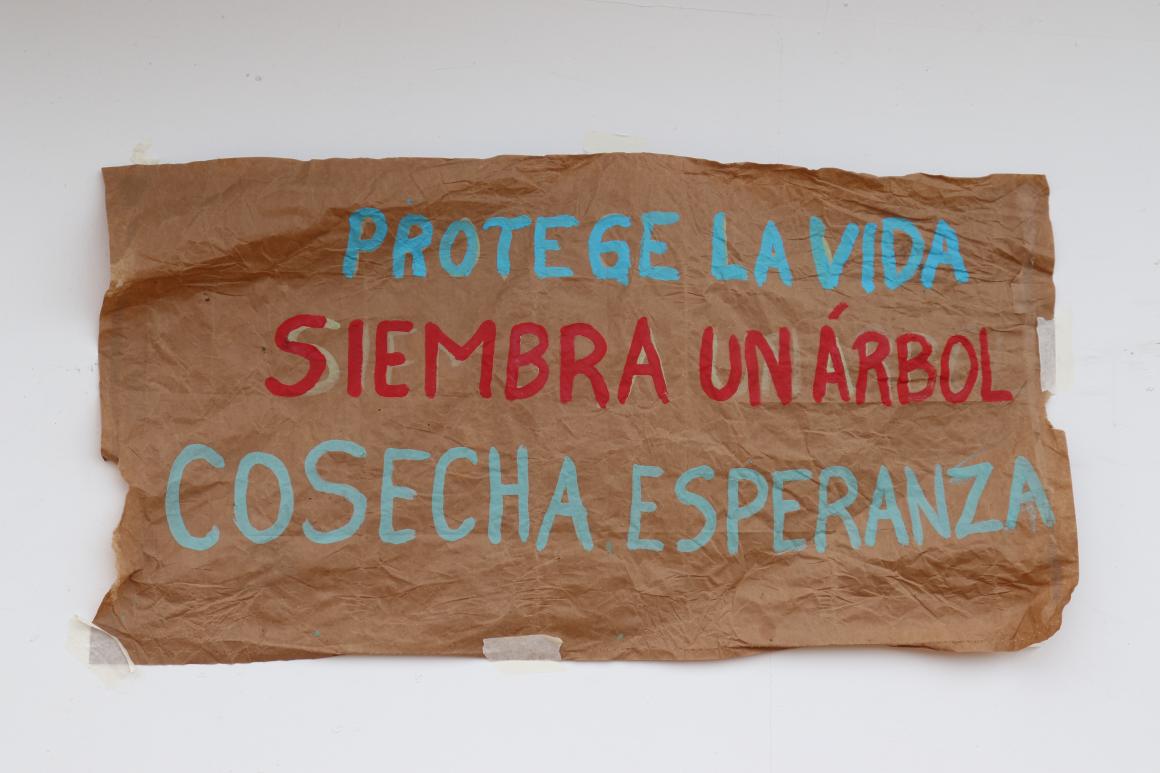 PROTEGE LA VIDA
SIEMBRA UN ÁRBOL
COSECHA ESPERANZA